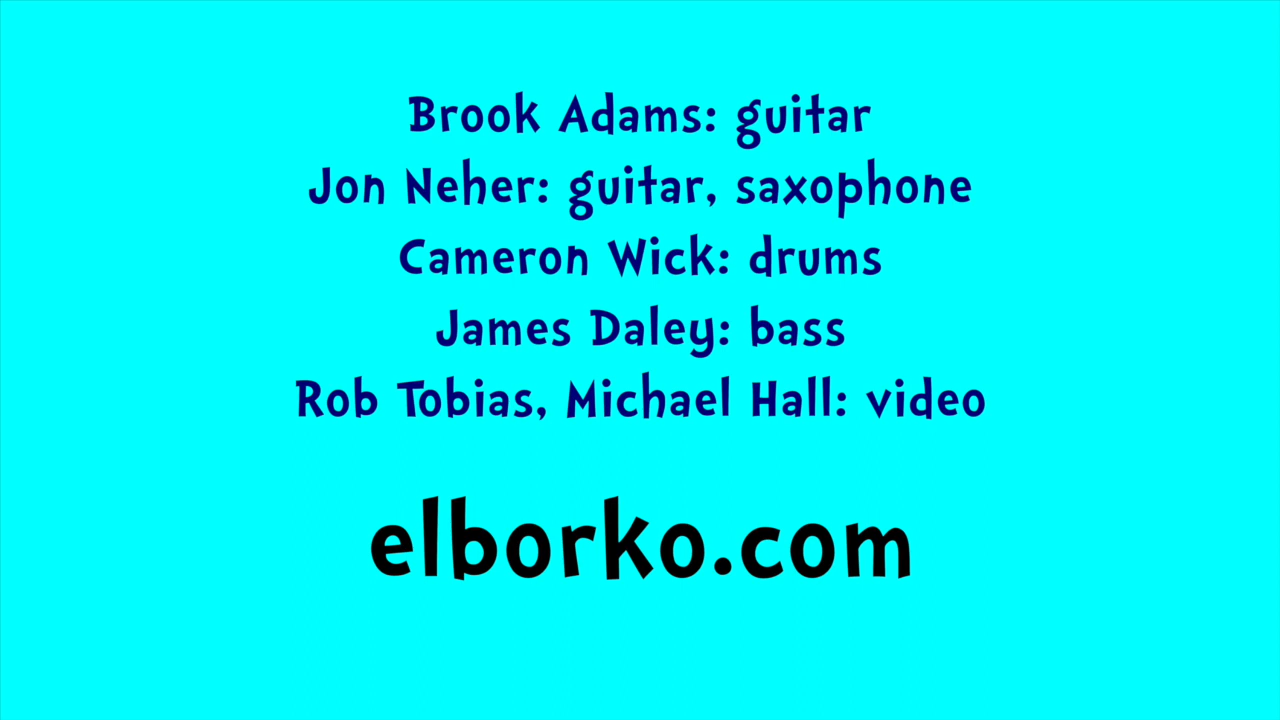 Brook Adams: guitar
Jon Neher: guitar, saxophone
Cameron Wick: drums
James Daley: bass
Rob Tobias, Michael Hall: video
elborko.com